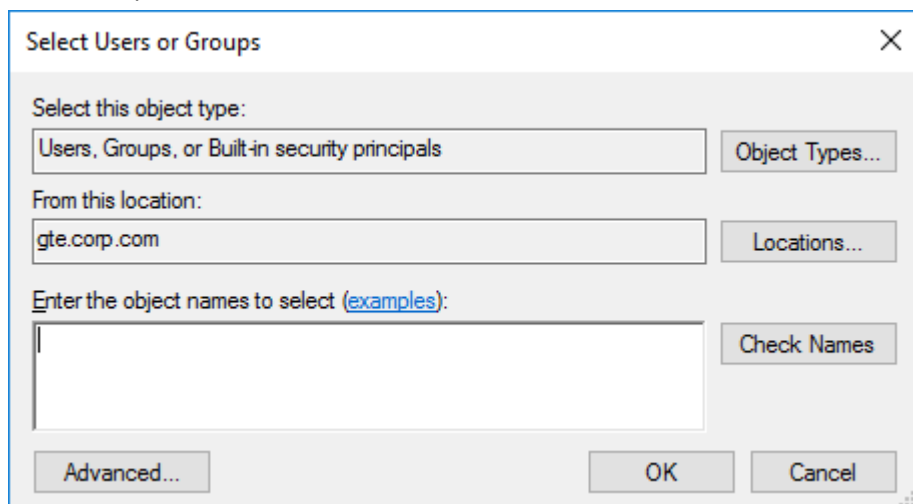 Select Users or Groups
Select this object type:
Users, Groups, or Built-in security principals
Object Types...
From this location:
gte.corp.com
Locations...
Enter the object names to select (examples):
Check Names
Advanced...
OK
Cancel